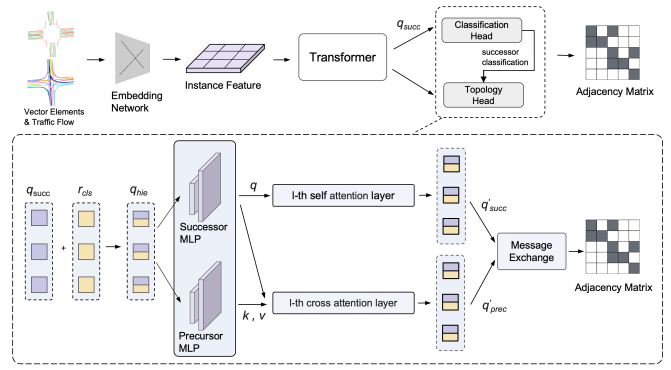 Vector Elements
& Traffic Flow
Embedding
Network
Instance Feature
Transformer
q_succ
Classification
Head
successor
classification
Topology
Head
Adjacency Matrix
q_succ
+
r_cls
q_hie
Successor
MLP
Precursor
MLP
q
k , v
l-th self attention layer
l-th cross attention layer
q'_succ
q'_prec
Message
Exchange
Adjacency Matrix